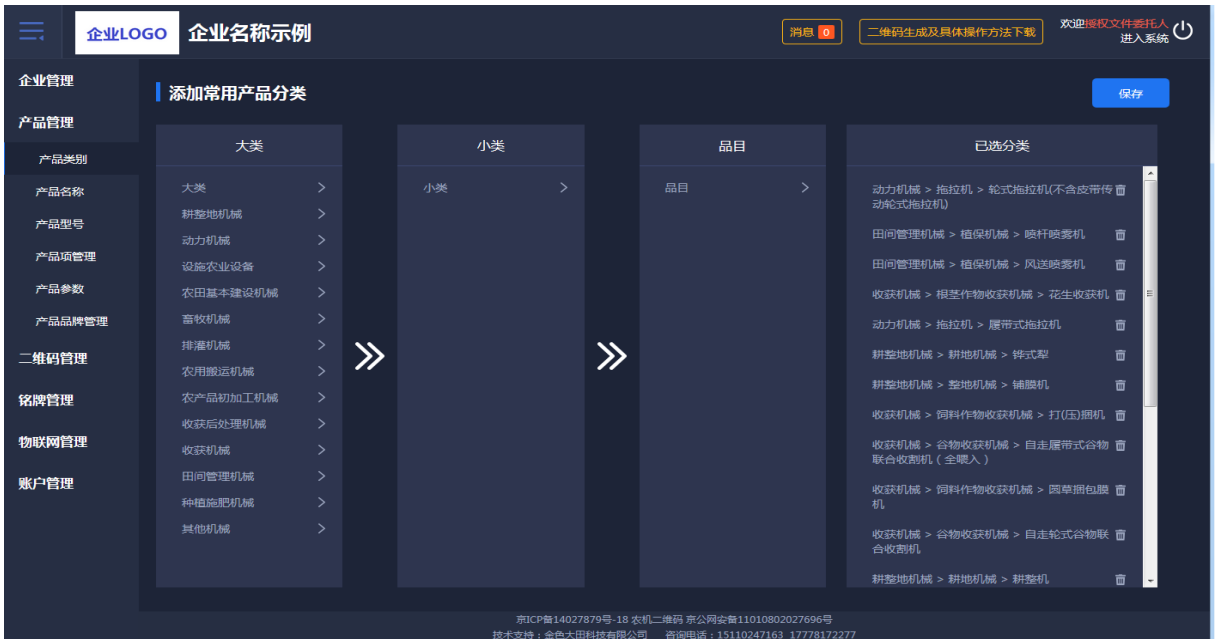 企业LOGO
企业名称示例
消息 0
二维码生成及具体操作方法下载
欢迎授权文件委托人
进入系统
企业管理
产品管理
产品类别
产品名称
产品型号
产品项管理
产品参数
产品品牌管理
二维码管理
铭牌管理
物联网管理
账户管理
添加常用产品分类
保存
大类
大类
耕整地机械
动力机械
设施农业设备
农田基本建设机械
畜牧机械
排灌机械
农用搬运机械
农产品初加工机械
收获后处理机械
收获机械
田间管理机械
种植施肥机械
其他机械
小类
小类
品目
品目
已选分类
动力机械 > 拖拉机 > 轮式拖拉机(不含皮带传
动轮式拖拉机)
田间管理机械 > 植保机械 > 喷杆喷雾机
田间管理机械 > 植保机械 > 风送喷雾机
收获机械 > 根茎作物收获机械 > 花生收获机
动力机械 > 拖拉机 > 履带式拖拉机
耕整地机械 > 耕地机械 > 铧式犁
耕整地机械 > 整地机械 > 铺膜机
收获机械 > 饲料作物收获机械 > 打(压)捆机
收获机械 > 谷物收获机械 > 自走履带式谷物
联合收割机（全喂入）
收获机械 > 饲料作物收获机械 > 圆草捆包膜
机
收获机械 > 谷物收获机械 > 自走轮式谷物联
合收割机
耕整地机械 > 耕地机械 > 耕整机
京ICP备14027879号-18 农机二维码 京公网安备11010802027696号
技术支持：金色大田科技有限公司 咨询电话：15110247163 17778172277